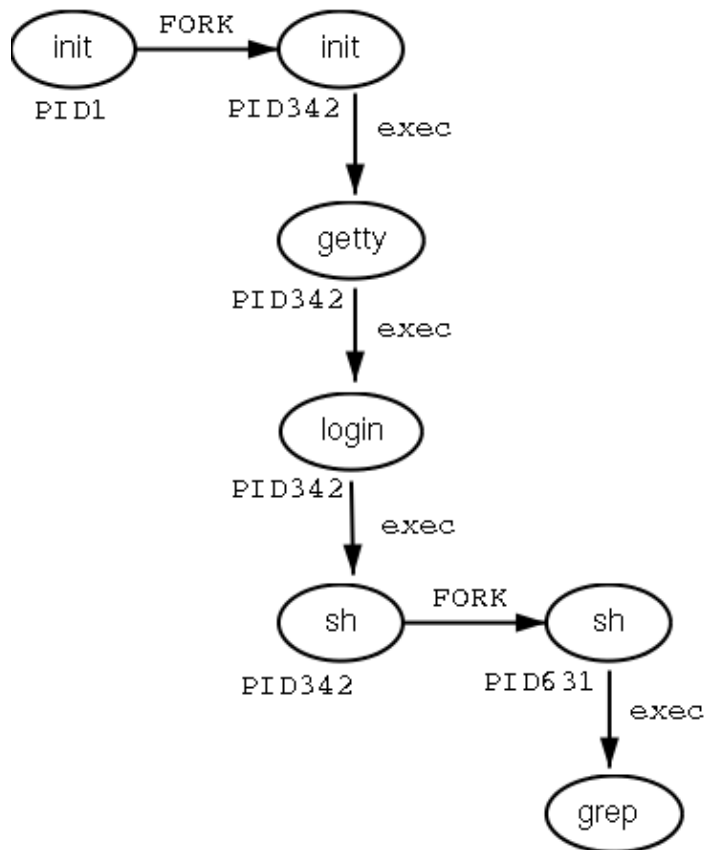 init FORK init
PID1 PID342
exec
getty
PID342
exec
login
PID342
exec
sh FORK sh
PID342 PID631
exec
grep